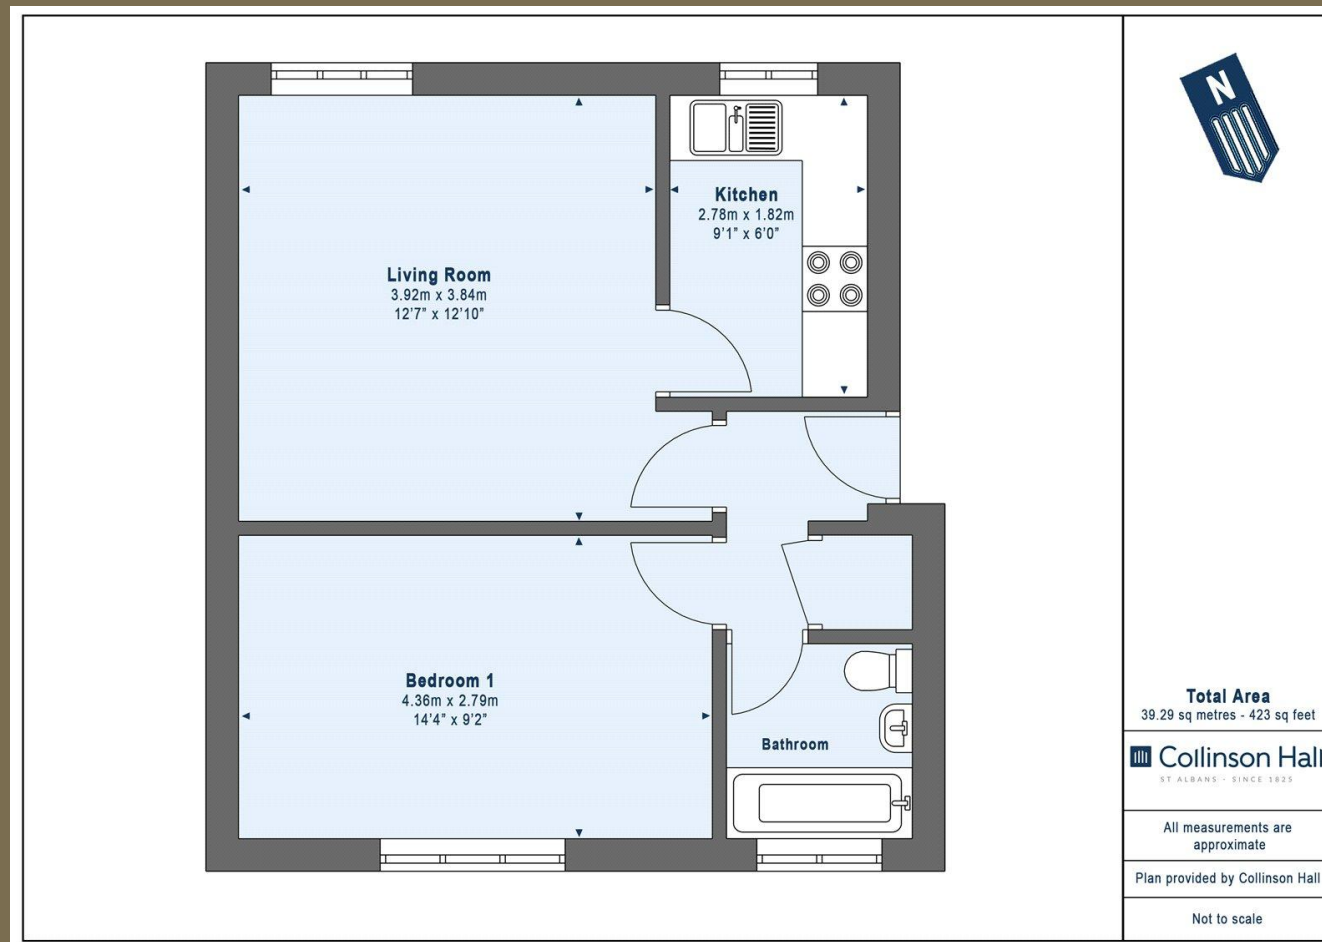 N
Kitchen
2.78m x 1.82m
9'1" x 6'0"
Living Room
3.92m x 3.84m
12'7" x 12'10"
Bedroom 1
4.36m x 2.79m
14'4" x 9'2"
Bathroom
Total Area
39.29 sq metres - 423 sq feet
Collinson Hall
ST ALBANS - SINCE 1825
All measurements are
approximate
Plan provided by Collinson Hall
Not to scale